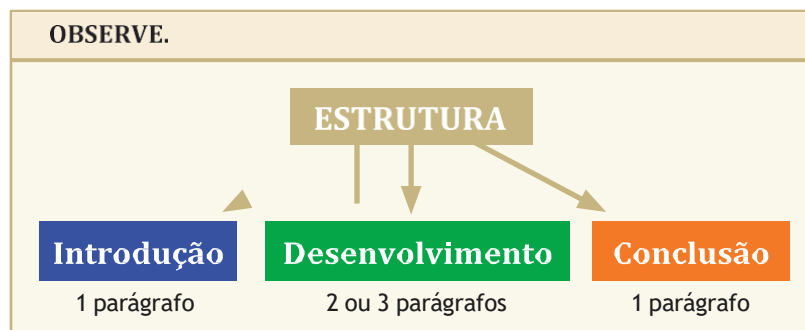 OBSERVE.
ESTRUTURA
Introdução
Desenvolvimento
Conclusão
1 parágrafo
2 ou 3 parágrafos
1 parágrafo